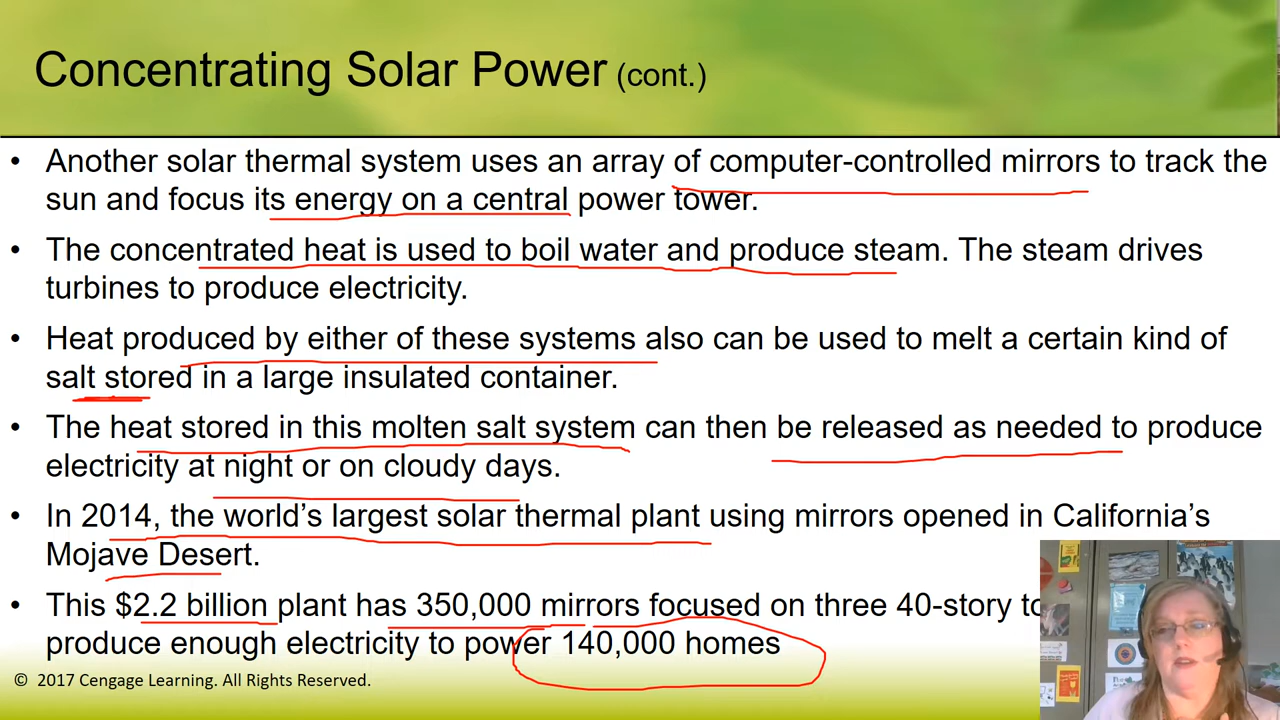 Concentrating Solar Power (cont.)
• Another solar thermal system uses an array of computer-controlled mirrors to track the
sun and focus its energy on a central power tower.
• The concentrated heat is used to boil water and produce steam. The steam drives
turbines to produce electricity.
• Heat produced by either of these systems also can be used to melt a certain kind of
salt stored in a large insulated container.
• The heat stored in this molten salt system can then be released as needed to produce
electricity at night or on cloudy days.
• In 2014, the world's largest solar thermal plant using mirrors opened in California's
Mojave Desert.
• This $2.2 billion plant has 350,000 mirrors focused on three 40-story
produce enough electricity to power 140,000 homes
© 2017 Cengage Learning. All Rights Reserved.